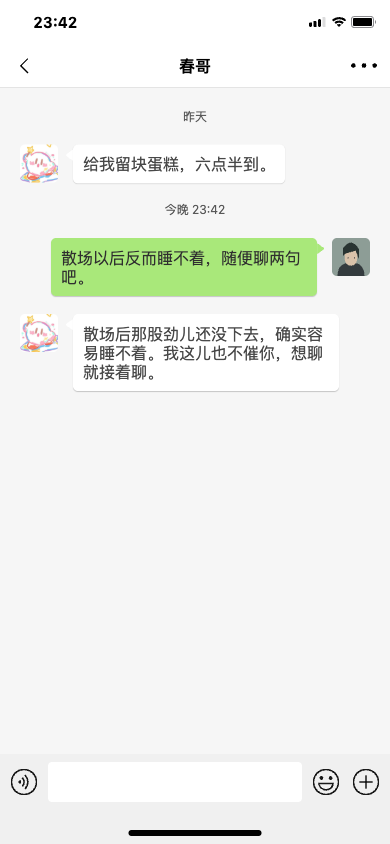 23:42
春哥
昨天
给我留块蛋糕，六点半到。
今晚 23:42
散场以后反而睡不着，随便聊两句
吧。
散场后那股劲儿还没下去，确实容
易睡不着。我这儿也不催你，想聊
就接着聊。